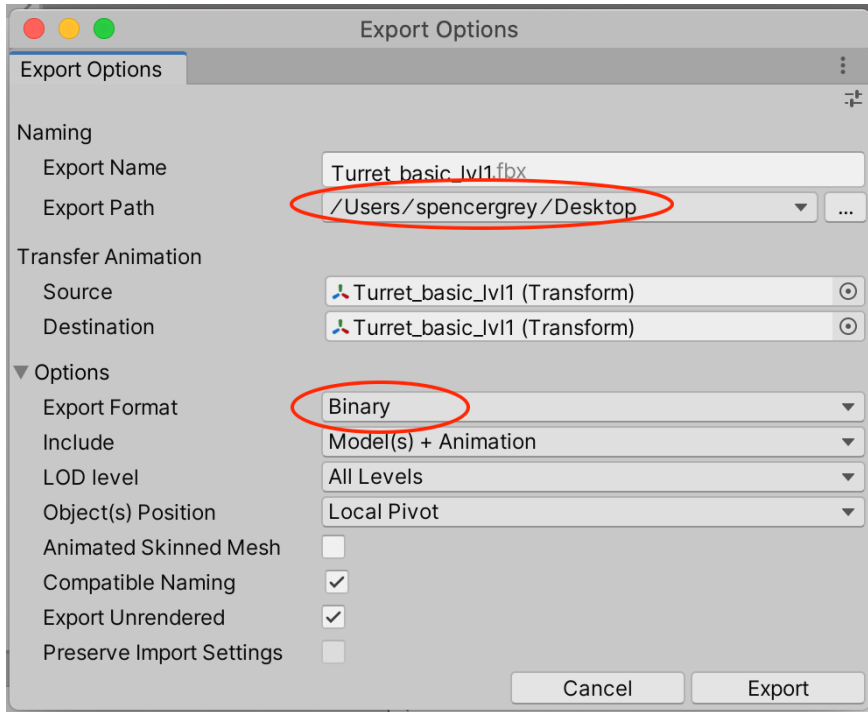 Export Options
Export Options
Naming
Export Name Turret_basic_lvl1.fbx
Export Path /Users/spencergrey/Desktop ...
Transfer Animation
Source Turret_basic_lvl1 (Transform)
Destination Turret_basic_lvl1 (Transform)
Options
Export Format Binary
Include Model(s) + Animation
LOD level All Levels
Object(s) Position Local Pivot
Animated Skinned Mesh
Compatible Naming
Export Unrendered
Preserve Import Settings
Cancel Export